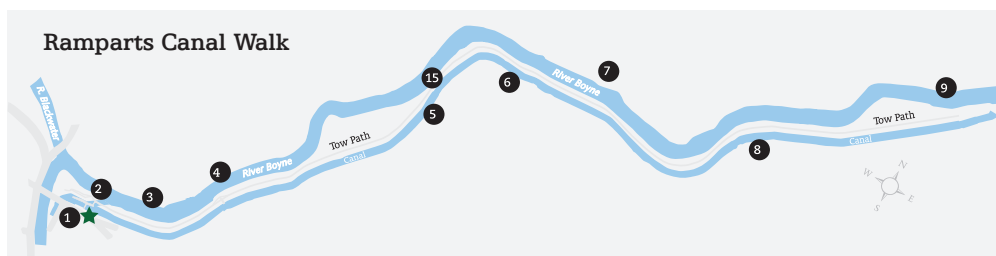 Ramparts Canal Walk
R. Blackwater
1
2
3
4
River Boyne
Tow Path
Canal
15
5
6
River Boyne
7
8
Tow Path
Canal
9
N
W
E
S